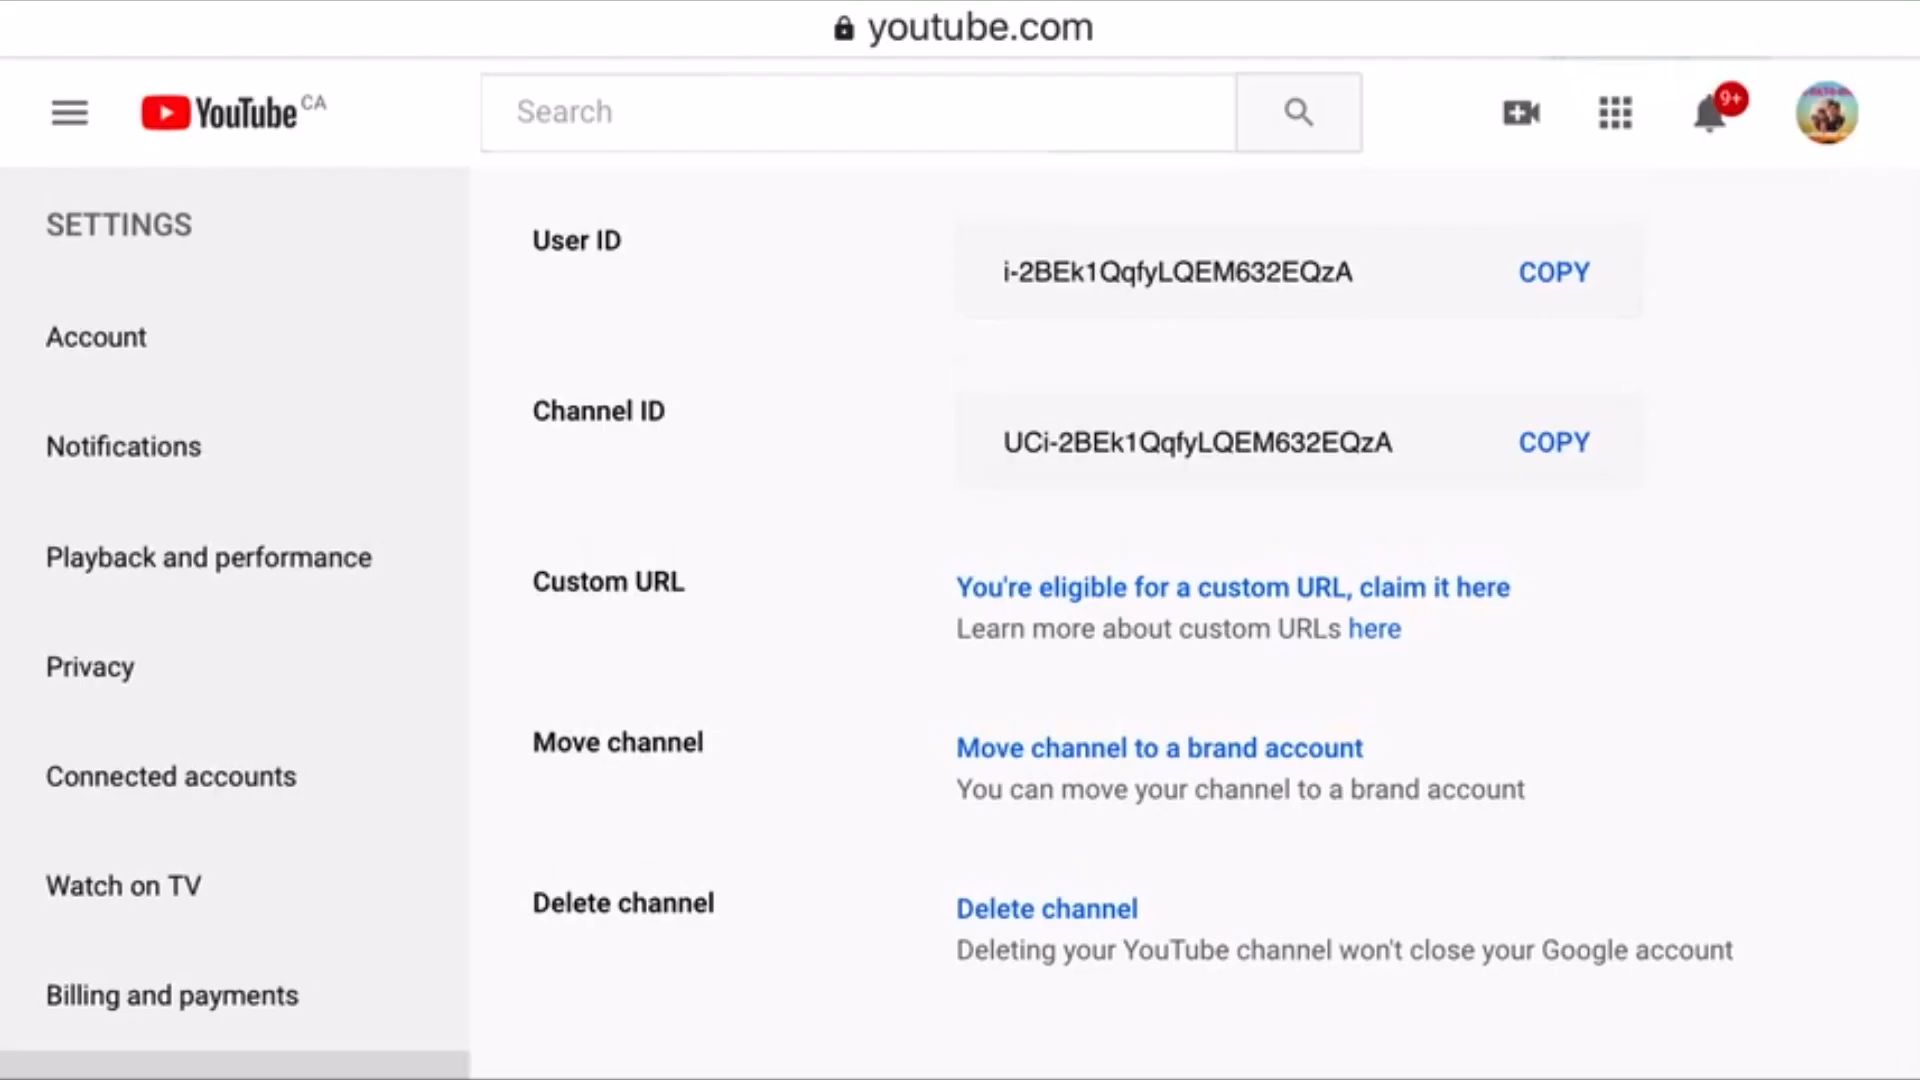 youtube.com
YouTube CA
Search
9+
SETTINGS
Account
Notifications
Playback and performance
Privacy
Connected accounts
Watch on TV
Billing and payments
User ID
i-2BEk1QqfyLQEM632EQzA
COPY
Channel ID
UCi-2BEk1QqfyLQEM632EQzA
COPY
Custom URL
You're eligible for a custom URL, claim it here
Learn more about custom URLs here
Move channel
Move channel to a brand account
You can move your channel to a brand account
Delete channel
Delete channel
Deleting your YouTube channel won't close your Google account